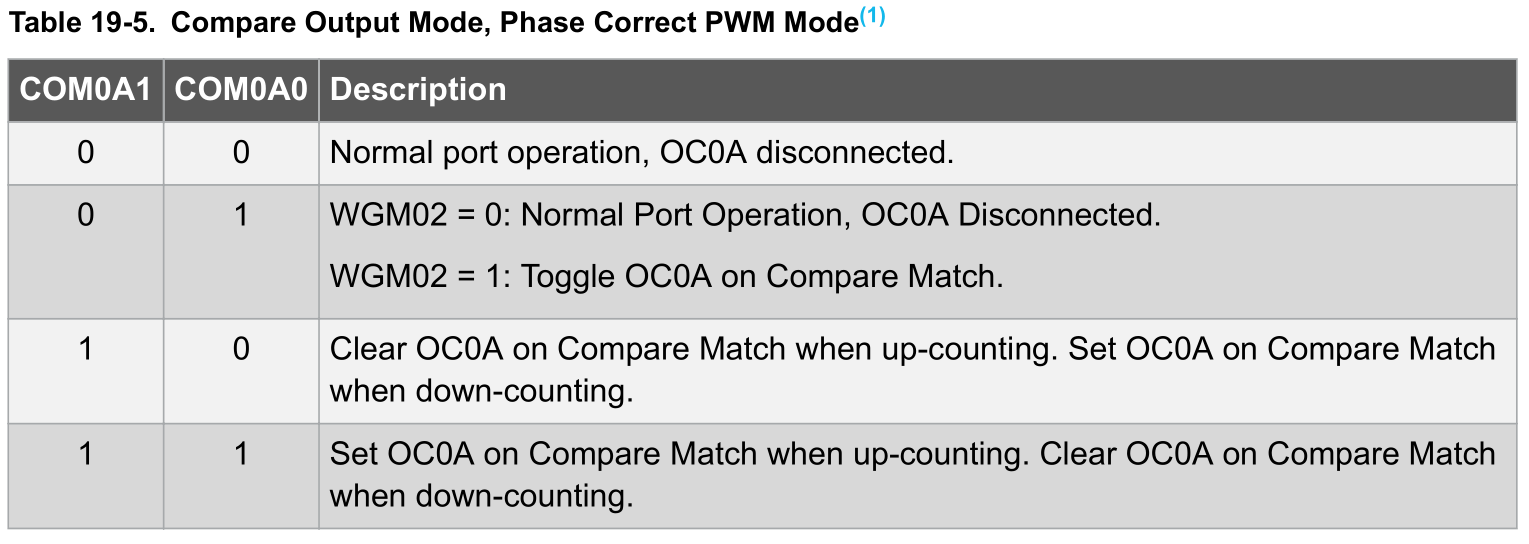 Table 19-5. Compare Output Mode, Phase Correct PWM Mode(1)
COM0A1 COM0A0 Description
0 0 Normal port operation, OC0A disconnected.
0 1 WGM02 = 0: Normal Port Operation, OC0A Disconnected.
WGM02 = 1: Toggle OC0A on Compare Match.
1 0 Clear OC0A on Compare Match when up-counting. Set OC0A on Compare Match
when down-counting.
1 1 Set OC0A on Compare Match when up-counting. Clear OC0A on Compare Match
when down-counting.